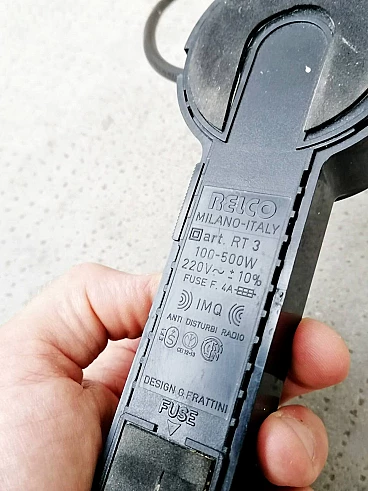 RELCO
MILANO-ITALY
art. RT 3
100-500W
220V~ ±10%
FUSE F. 4A
IMQ
ANTI DISTURBI RADIO
DESIGN G. FRATTINI
FUSE